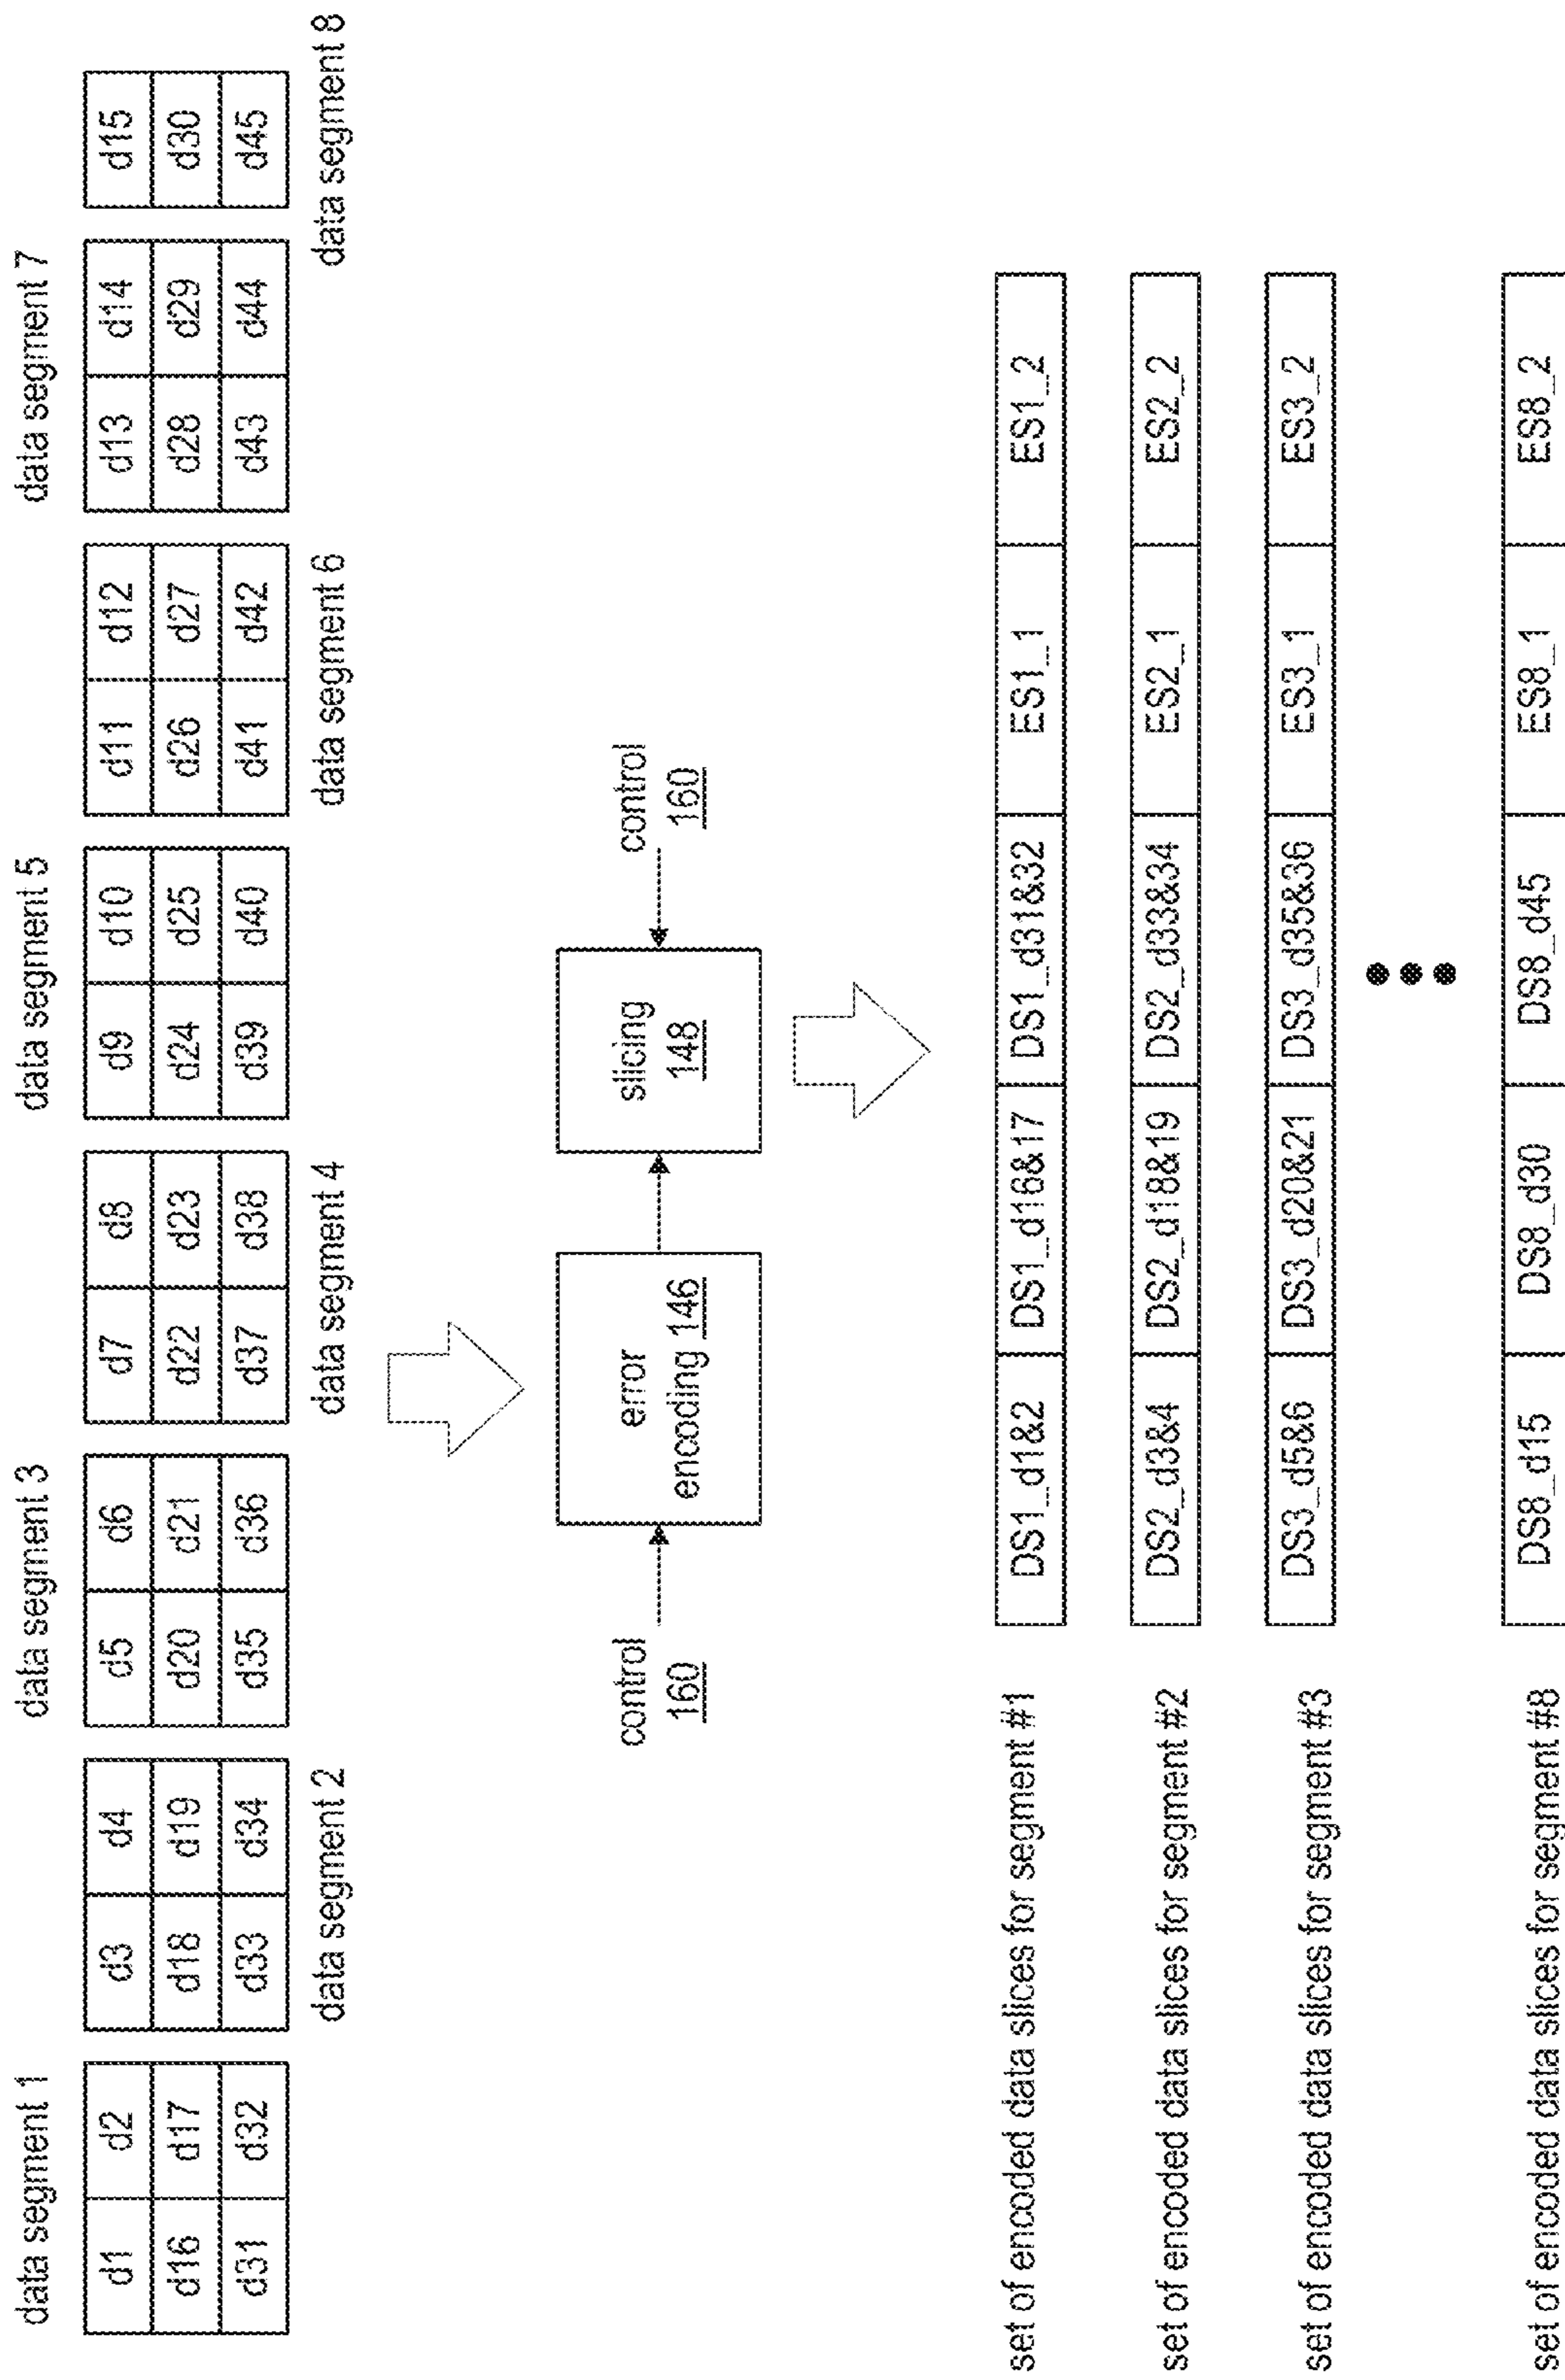 data segment 1
data segment 3
data segment 5
data segment 7
d1 d2 d3 d4 d5 d6 d7 d8 d9 d10 d11 d12 d13 d14 d15
d16 d17 d18 d19 d20 d21 d22 d23 d24 d25 d26 d27 d28 d29 d30
d31 d32 d33 d34 d35 d36 d37 d38 d39 d40 d41 d42 d43 d44 d45
data segment 2
data segment 4
data segment 6
data segment 8
control
160
error
encoding 146
slicing
148
control
160
set of encoded data slices for segment #1 DS1_d1&2 DS1_d16&17 DS1_d31&32 ES1_1 ES1_2
set of encoded data slices for segment #2 DS2_d3&4 DS2_d18&19 DS2_d33&34 ES2_1 ES2_2
set of encoded data slices for segment #3 DS3_d5&6 DS3_d20&21 DS3_d35&36 ES3_1 ES3_2
set of encoded data slices for segment #8 DS8_d15 DS8_d30 DS8_d45 ES8_1 ES8_2